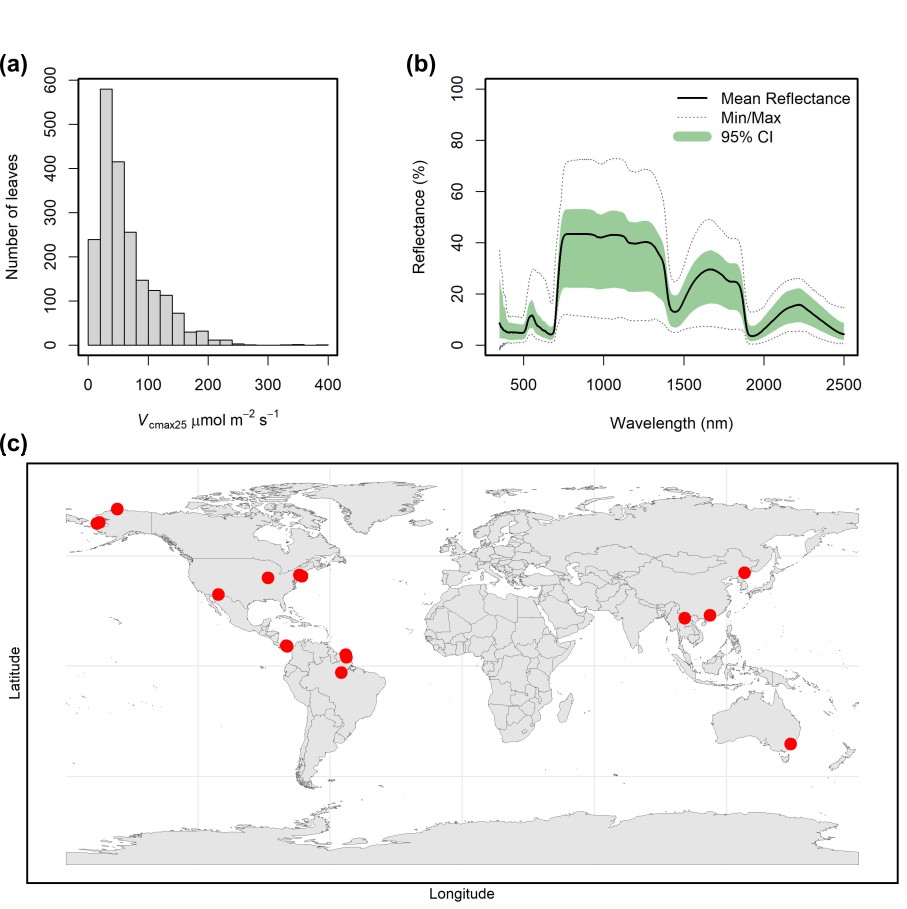 (a)
600
500
400
300
200
100
0
Number of leaves
0 100 200 300 400
Vcmax25 μmol m−2 s−1
(b)
100
80
60
40
20
0
Reflectance (%)
Mean Reflectance
Min/Max
95% CI
500 1000 1500 2000 2500
Wavelength (nm)
(c)
Latitude
Longitude